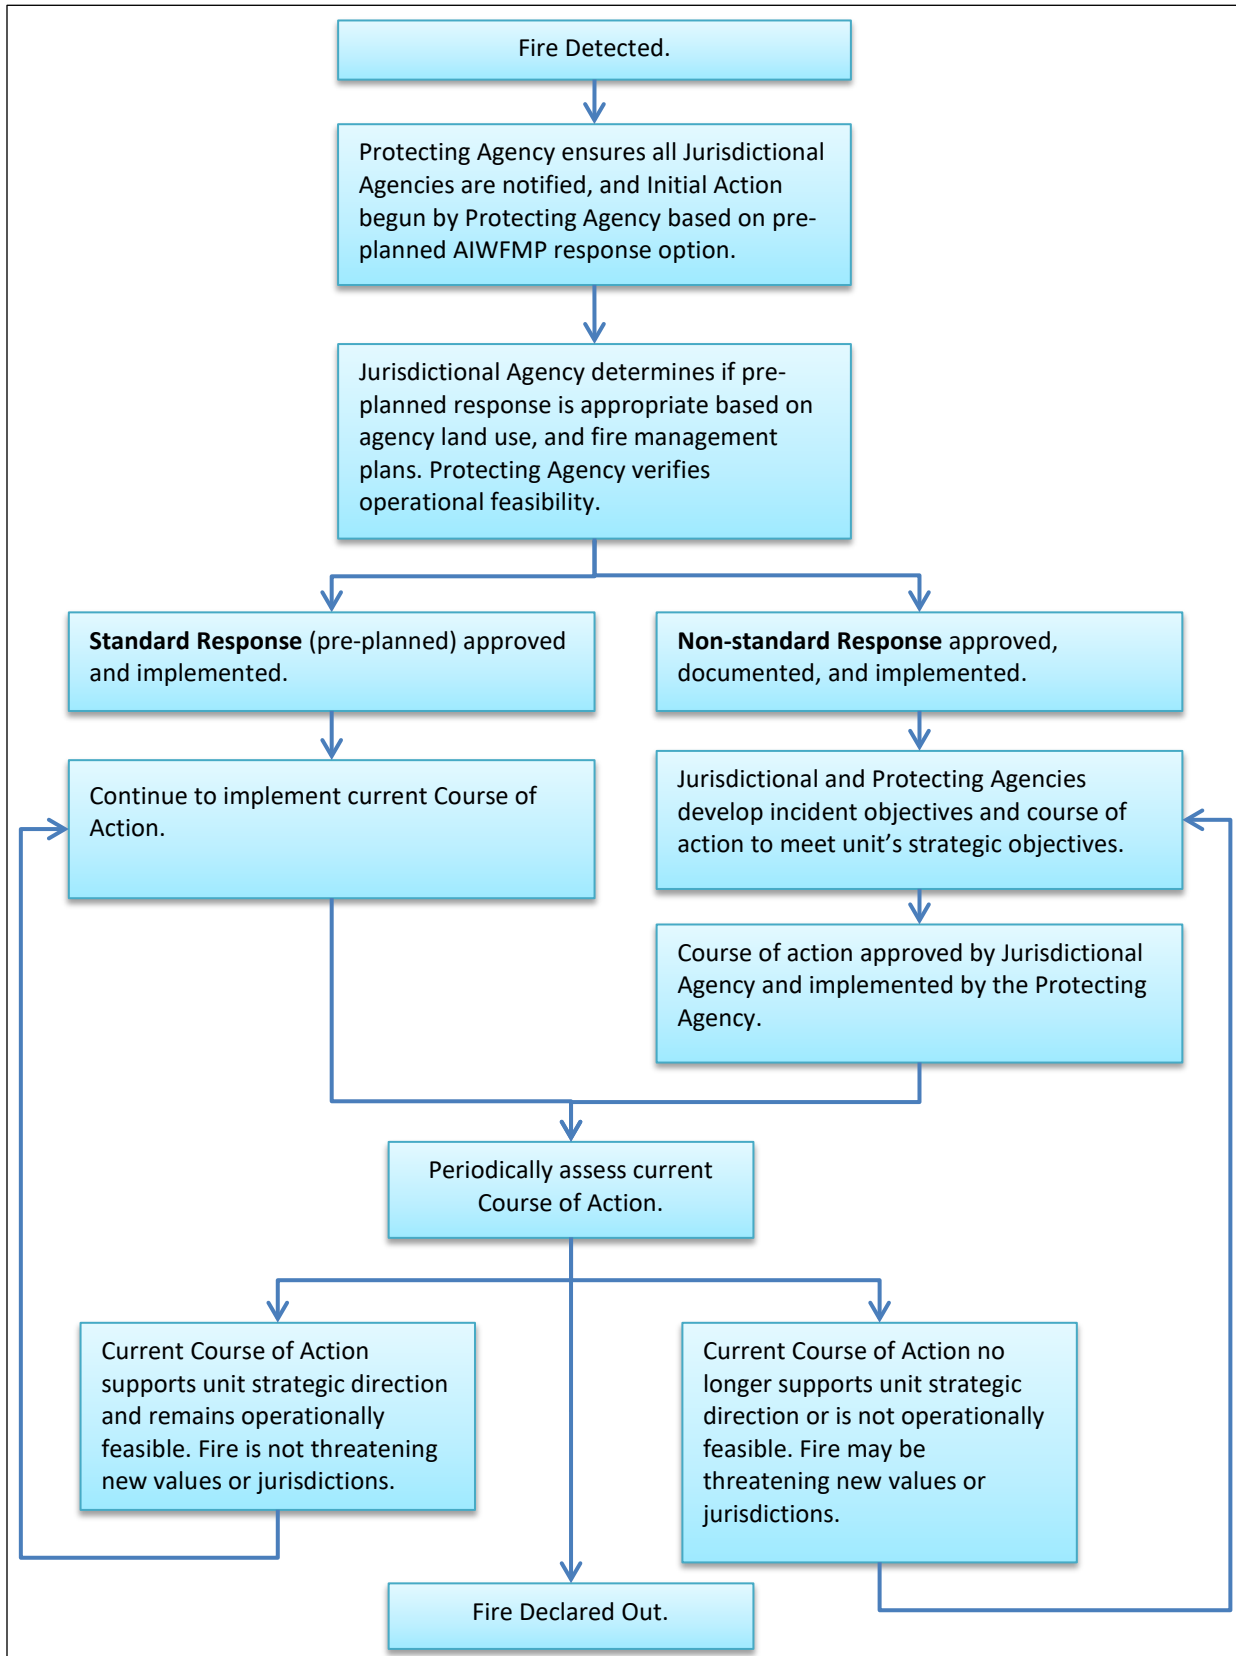 Fire Detected.
Protecting Agency ensures all Jurisdictional
Agencies are notified, and Initial Action
begun by Protecting Agency based on pre-
planned AIWFMP response option.
Jurisdictional Agency determines if pre-
planned response is appropriate based on
agency land use, and fire management
plans. Protecting Agency verifies
operational feasibility.
Standard Response (pre-planned) approved
and implemented.
Non-standard Response approved,
documented, and implemented.
Continue to implement current Course of
Action.
Jurisdictional and Protecting Agencies
develop incident objectives and course of
action to meet unit’s strategic objectives.
Course of action approved by Jurisdictional
Agency and implemented by the Protecting
Agency.
Periodically assess current
Course of Action.
Current Course of Action
supports unit strategic direction
and remains operationally
feasible. Fire is not threatening
new values or jurisdictions.
Current Course of Action no
longer supports unit strategic
direction or is not operationally
feasible. Fire may be
threatening new values or
jurisdictions.
Fire Declared Out.